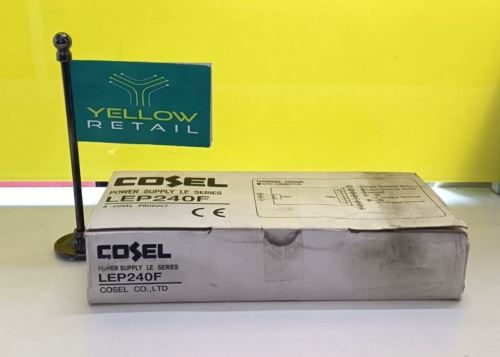 YELLOW
RETAIL
COSEL
POWER SUPPLY LE SERIES
LEP240F
A COSEL PRODUCT
CE
COSEL
POWER SUPPLY LE SERIES
LEP240F
COSEL CO.,LTD